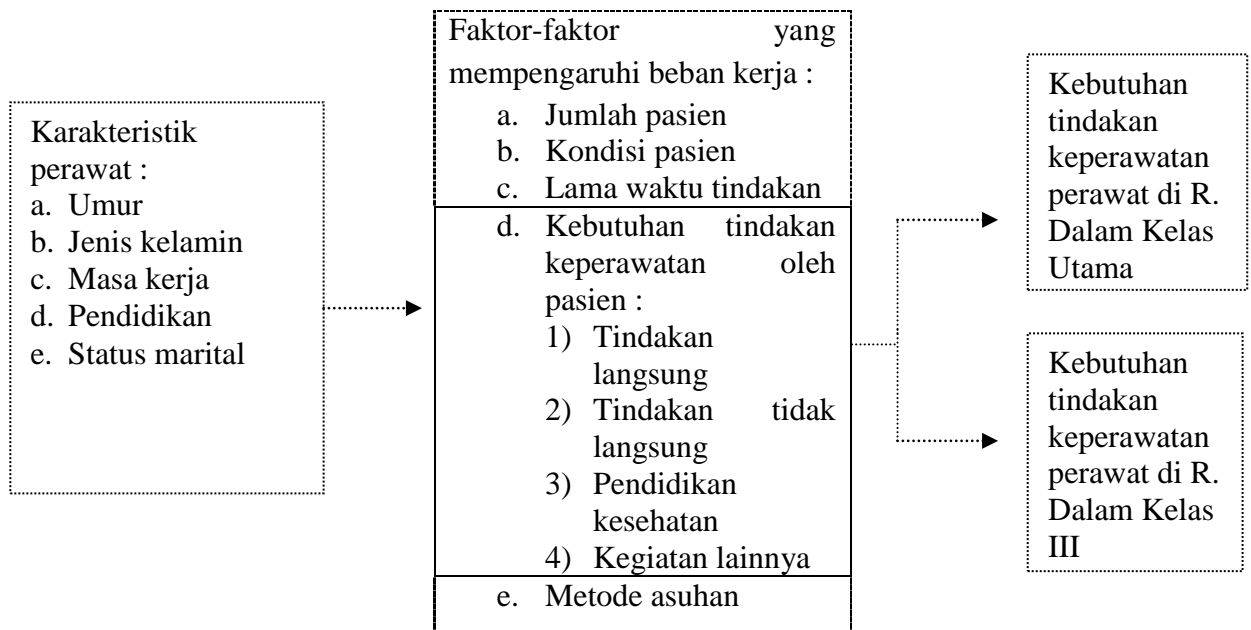 Karakteristik
perawat :
a. Umur
b. Jenis kelamin
c. Masa kerja
d. Pendidikan
e. Status marital
Faktor-faktor yang
mempengaruhi beban kerja :
a. Jumlah pasien
b. Kondisi pasien
c. Lama waktu tindakan
d. Kebutuhan tindakan
keperawatan oleh
pasien :
1) Tindakan
langsung
2) Tindakan tidak
langsung
3) Pendidikan
kesehatan
4) Kegiatan lainnya
e. Metode asuhan
Kebutuhan
tindakan
keperawatan
perawat di R.
Dalam Kelas
Utama
Kebutuhan
tindakan
keperawatan
perawat di R.
Dalam Kelas
III